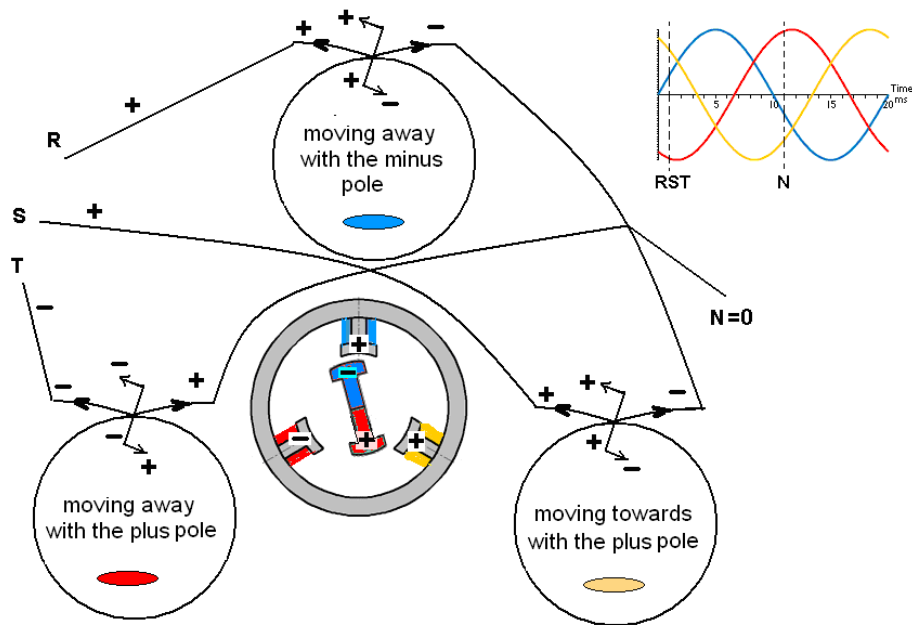 + -
+ -
R +
moving away
with the minus
pole
S +
T
-
N=0
- +
- +
- +
moving away
with the plus pole
+
-
-
+
+
+ -
+ -
+ -
moving towards
with the plus pole
Time
ms
5 10 15 20
RST N